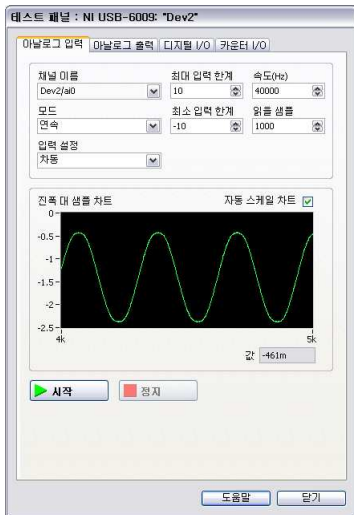 테스트 패널 : NI USB-6009: "Dev2"
아날로그 입력 아날로그 출력 디지털 I/O 카운터 I/O
채널 이름 최대 입력 한계 속도(Hz)
Dev2/ai0 10 40000
모드 최소 입력 한계 읽을 샘플
연속 -10 1000
입력 설정
차동
진폭 대 샘플 차트 자동 스케일 차트
0-
-0.5-
-1-
-1.5-
-2-
-2.5-
4k 5k
값 -461m
시작 정지
도움말 닫기